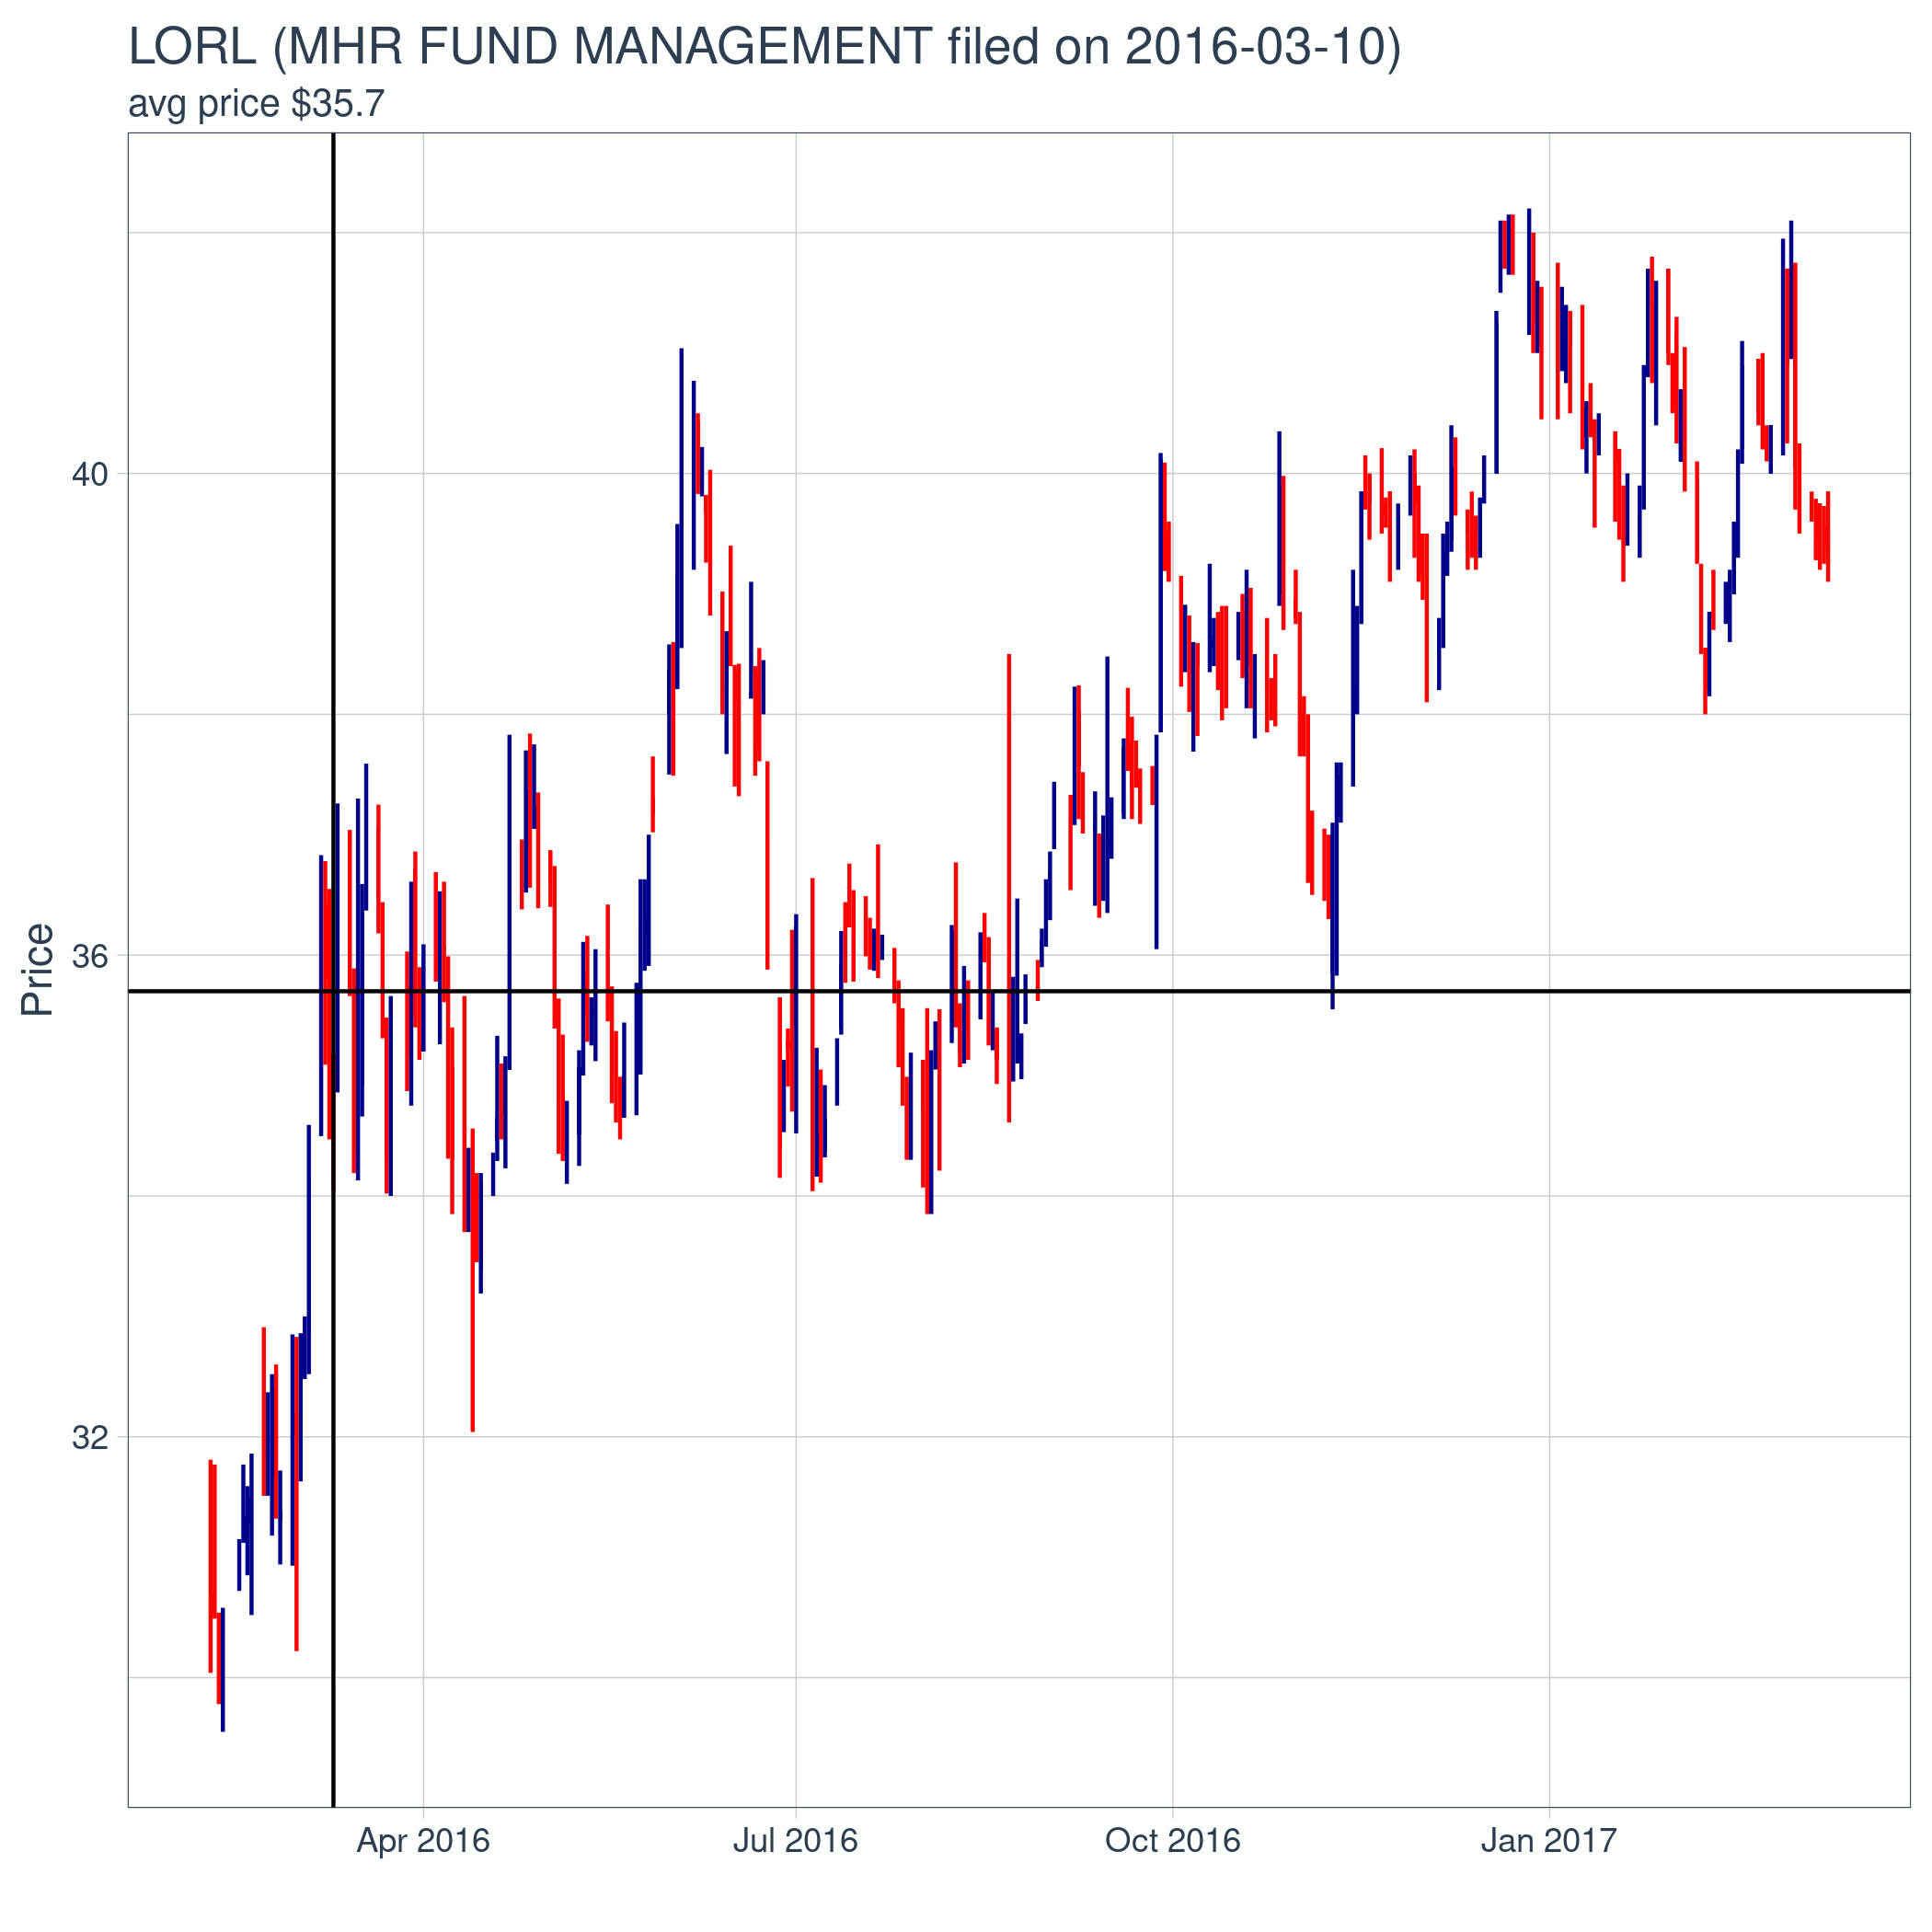 LORL (MHR FUND MANAGEMENT filed on 2016-03-10)
avg price $35.7
Price
40
36
32
Apr 2016
Jul 2016
Oct 2016
Jan 2017